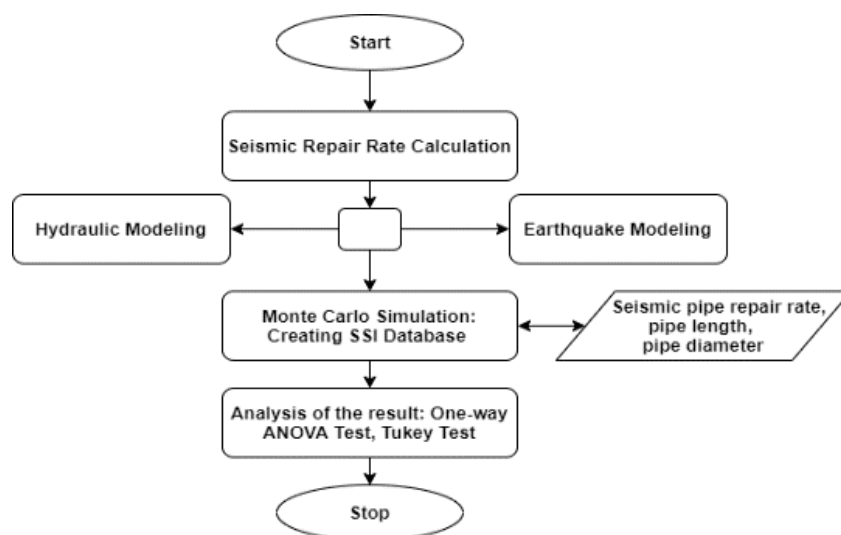 Start
Seismic Repair Rate Calculation
Hydraulic Modeling
Earthquake Modeling
Monte Carlo Simulation:
Creating SSI Database
Seismic pipe repair rate,
pipe length,
pipe diameter
Analysis of the result: One-way
ANOVA Test, Tukey Test
Stop